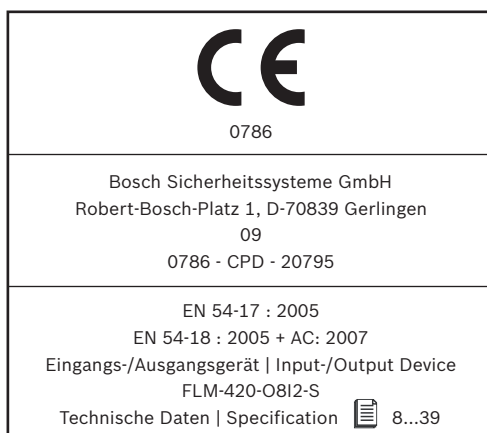 CE
0786
Bosch Sicherheitssysteme GmbH
Robert-Bosch-Platz 1, D-70839 Gerlingen
09
0786 - CPD - 20795
EN 54-17 : 2005
EN 54-18 : 2005 + AC: 2007
Eingangs-/Ausgangsgerät | Input-/Output Device
FLM-420-O8I2-S
Technische Daten | Specification 8...39